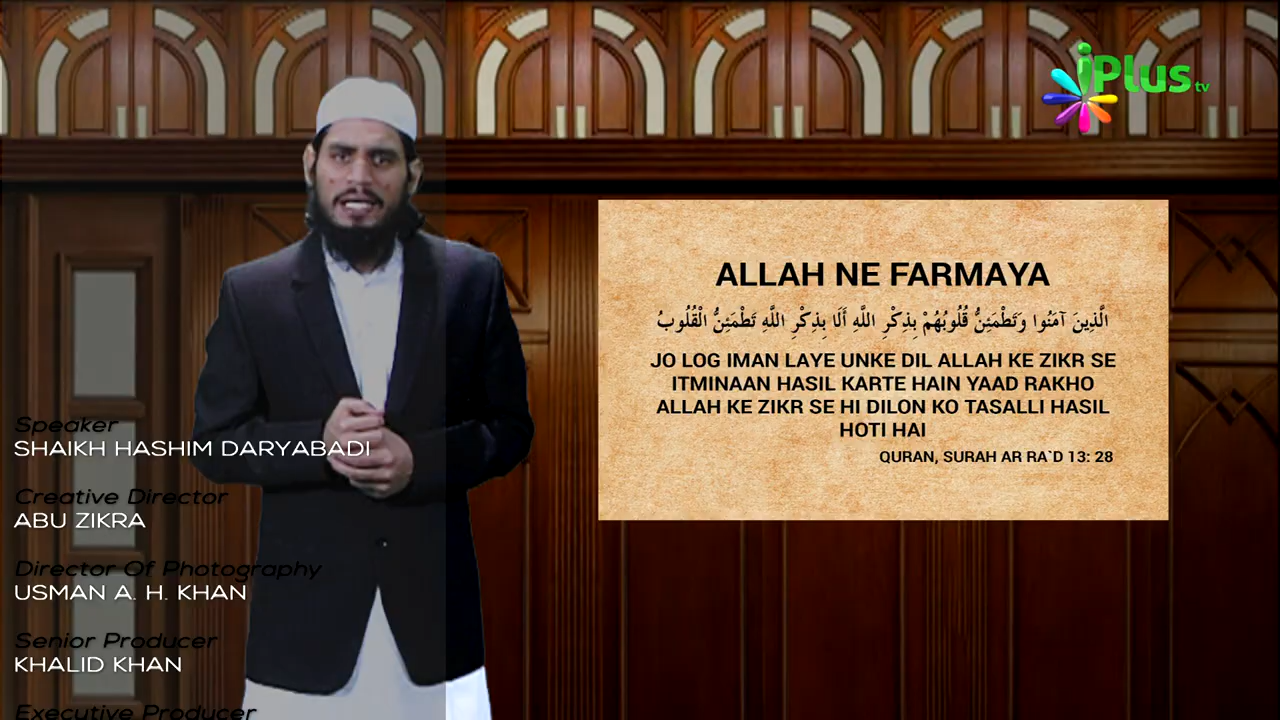 iPlus tv
ALLAH NE FARMAYA
الَّذِينَ آمَنُوا وَتَطْمَئِنُّ قُلُوبُهُمْ بِذِكْرِ اللَّهِ أَلَا بِذِكْرِ اللَّهِ تَطْمَئِنُّ الْقُلُوبُ
JO LOG IMAN LAYE UNKE DIL ALLAH KE ZIKR SE
ITMINAAN HASIL KARTE HAIN YAAD RAKHO
ALLAH KE ZIKR SE HI DILON KO TASALLI HASIL
HOTI HAI
QURAN, SURAH AR RA`D 13: 28
Speaker
SHAIKH HASHIM DARYABADI
Creative Director
ABU ZIKRA
Director Of Photography
USMAN A. H. KHAN
Senior Producer
KHALID KHAN
Executive Producer